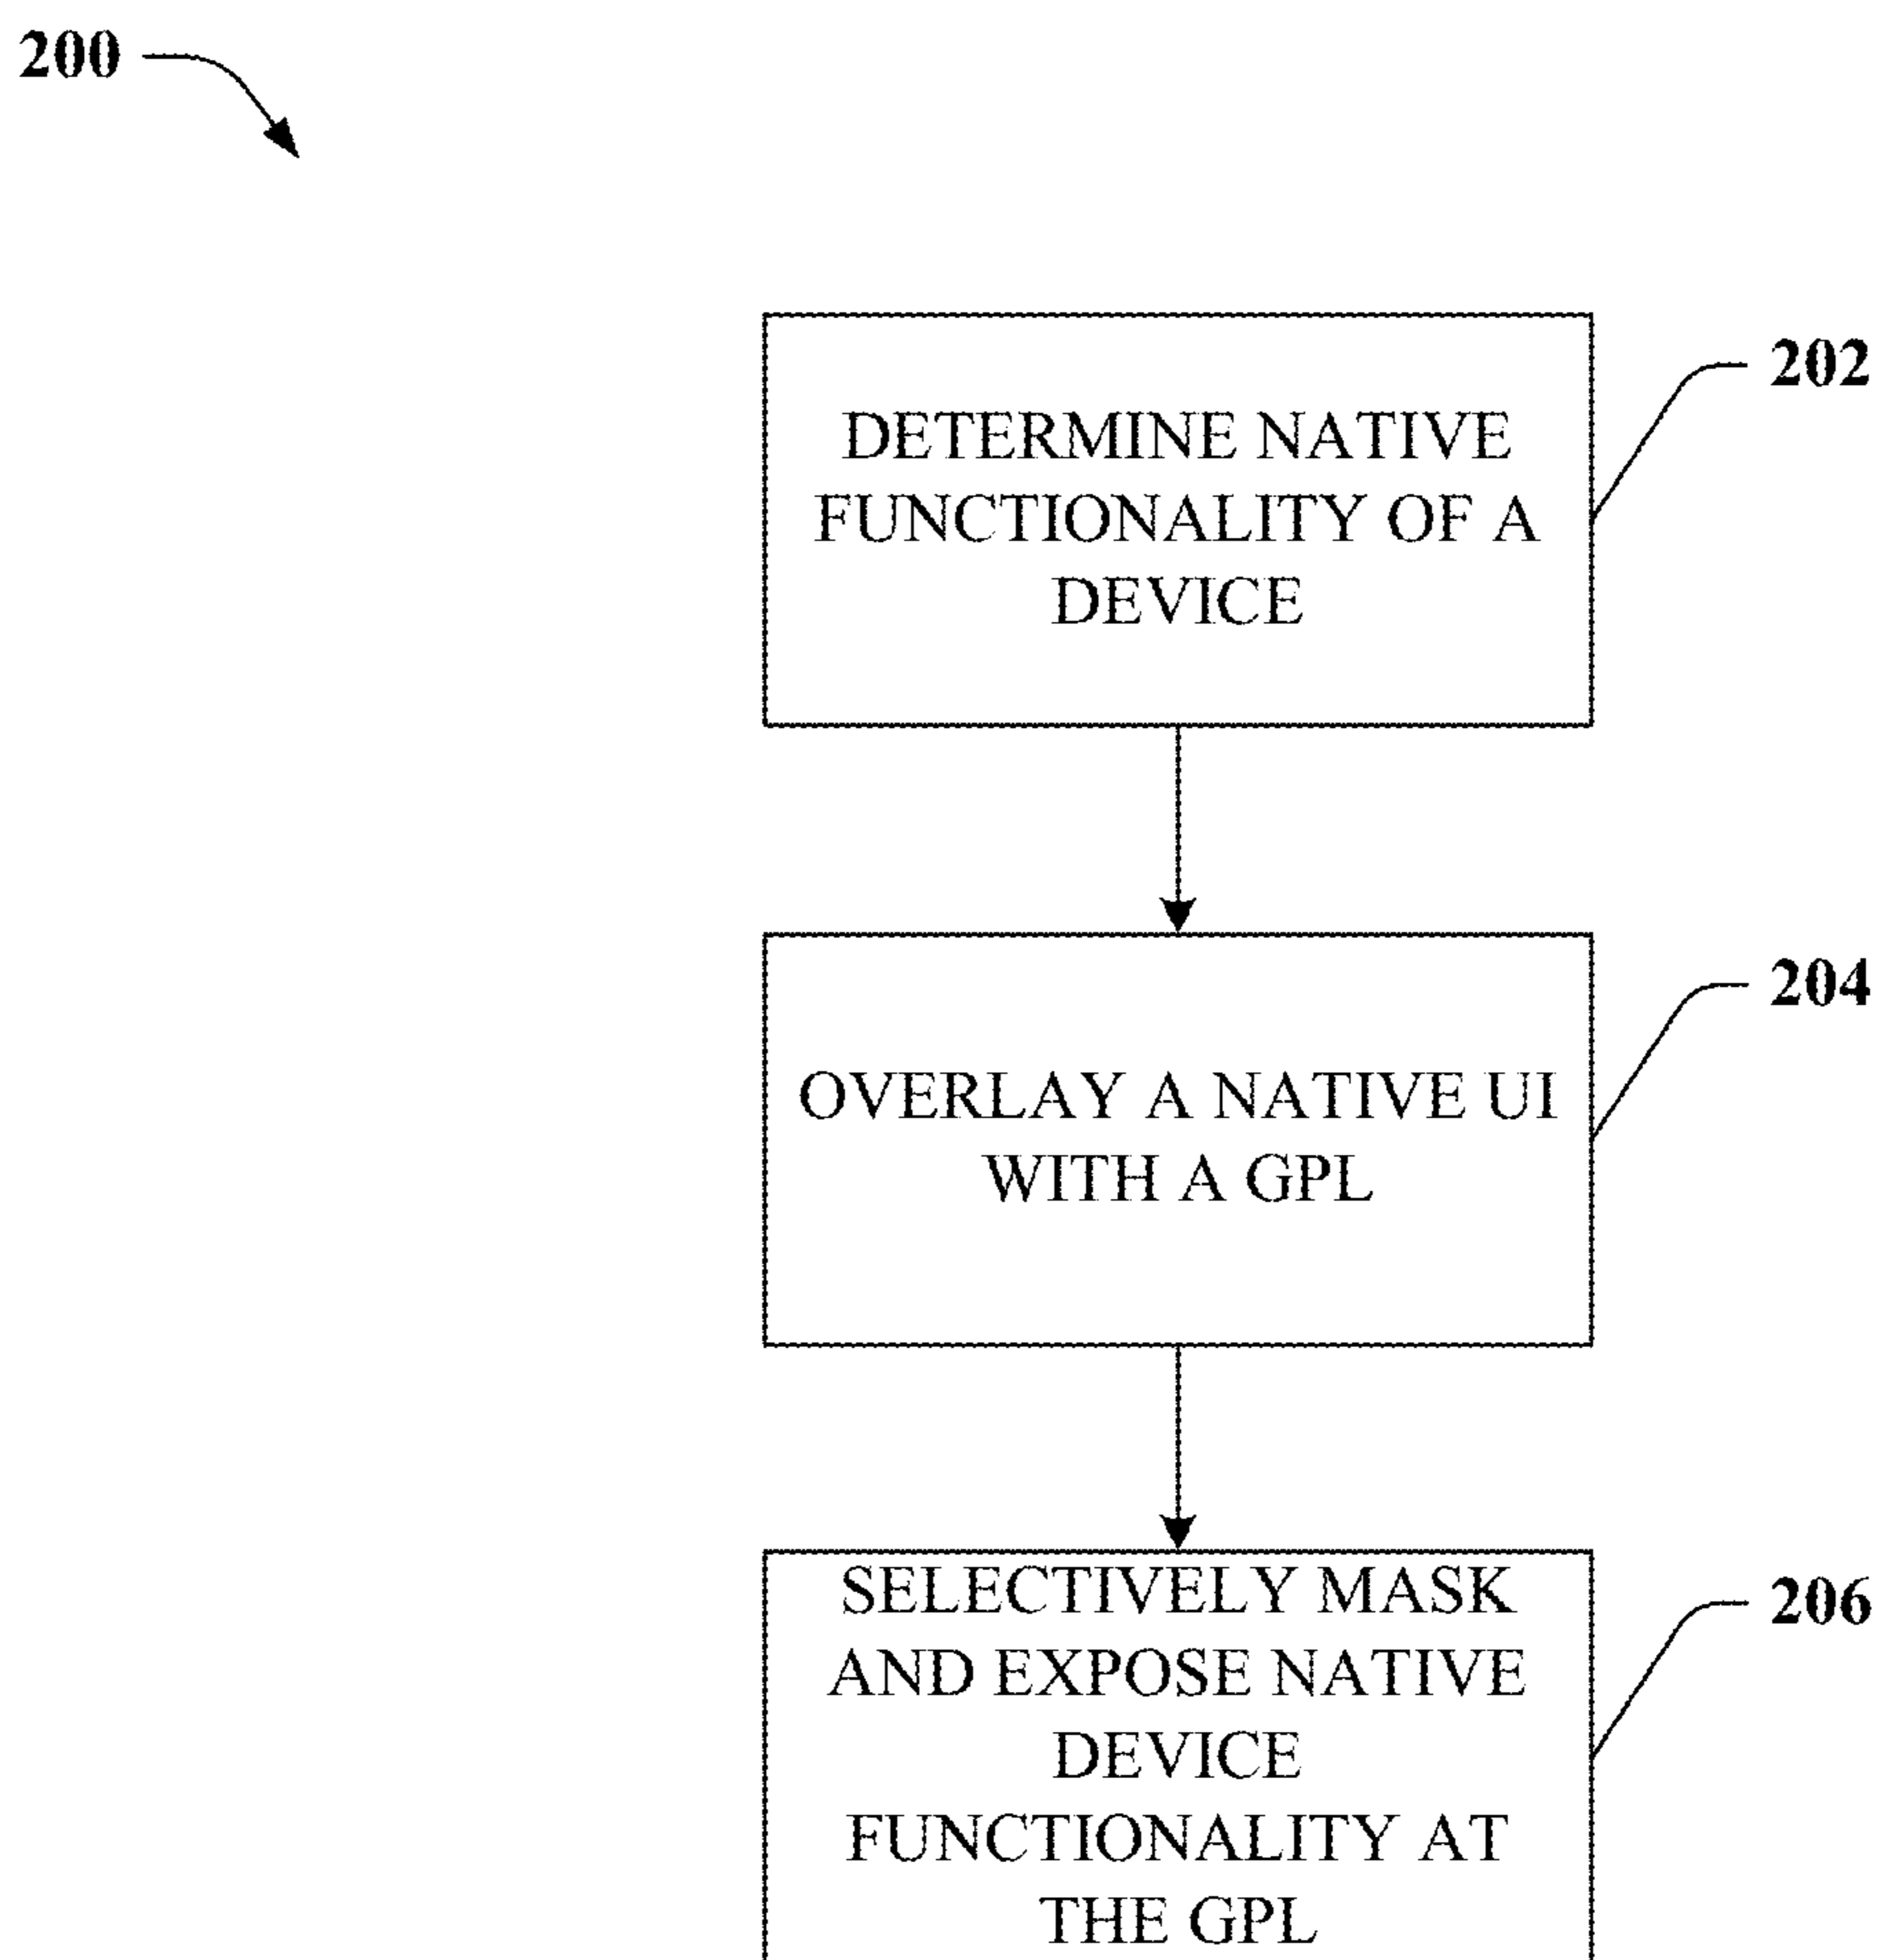 200
202
DETERMINE NATIVE
FUNCTIONALITY OF A
DEVICE
204
OVERLAY A NATIVE UI
WITH A GPL
206
SELECTIVELY MASK
AND EXPOSE NATIVE
DEVICE
FUNCTIONALITY AT
THE GPL